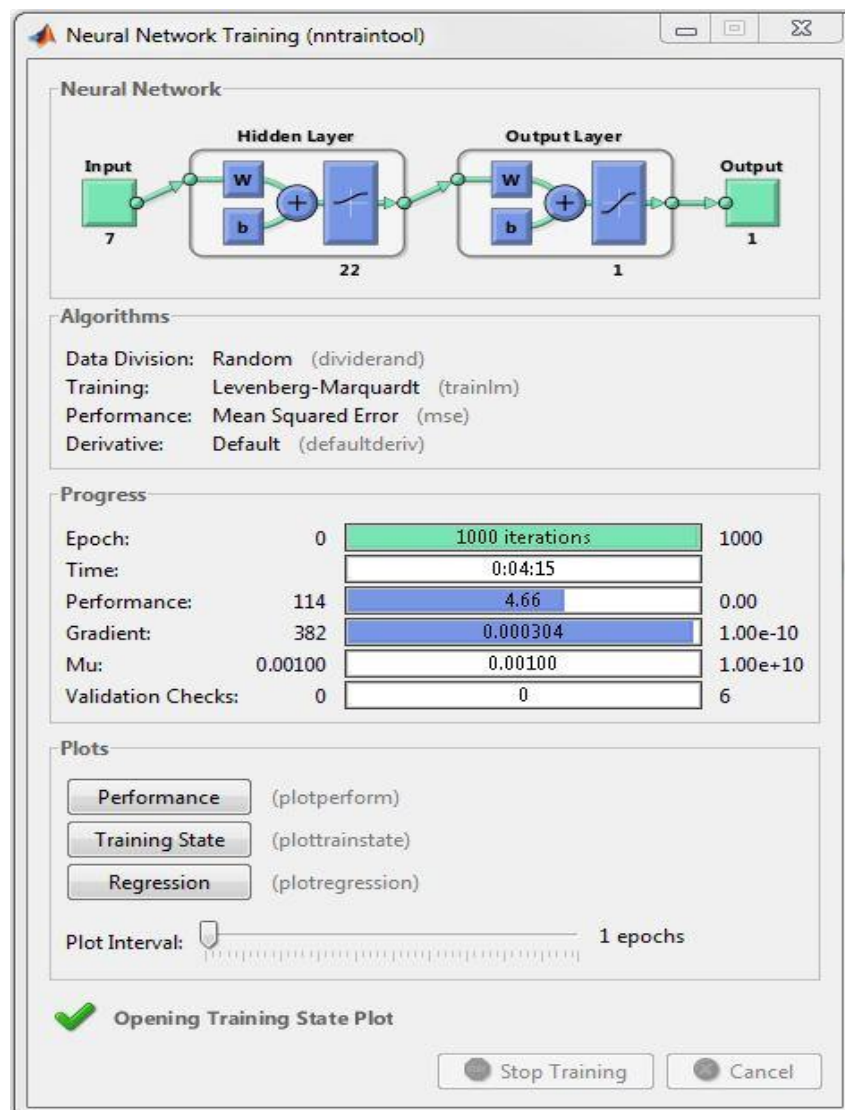 Neural Network Training (nntraintool)
Neural Network
Hidden Layer Output Layer
Input Output
W W
b b
7 1
22 1
Algorithms
Data Division: Random (dividerand)
Training: Levenberg-Marquardt (trainlm)
Performance: Mean Squared Error (mse)
Derivative: Default (defaultderiv)
Progress
Epoch: 0 1000 iterations 1000
Time: 0:04:15
Performance: 114 4.66 0.00
Gradient: 382 0.000304 1.00e-10
Mu: 0.00100 0.00100 1.00e+10
Validation Checks: 0 0 6
Plots
Performance (plotperform)
Training State (plottrainstate)
Regression (plotregression)
Plot Interval: 1 epochs
Opening Training State Plot
Stop Training Cancel